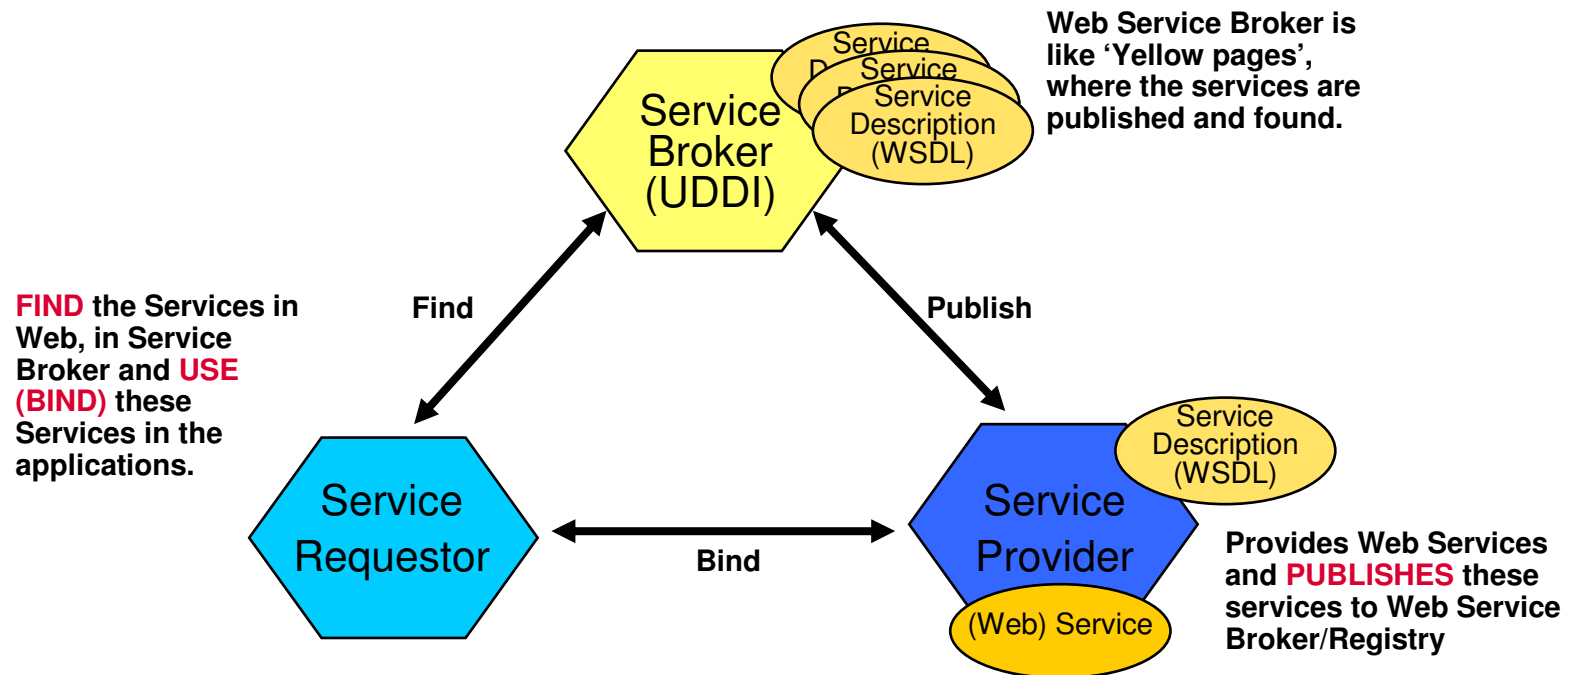 Web Service Broker is
like ‘Yellow pages’,
where the services are
published and found.
Service
D
Service
Service
Description
(WSDL)
Service
Broker
(UDDI)
FIND the Services in
Web, in Service
Broker and USE
(BIND) these
Services in the
applications.
Find
Publish
Service
Description
(WSDL)
Service
Requestor
Bind
Service
Provider
(Web) Service
Provides Web Services
and PUBLISHES these
services to Web Service
Broker/Registry